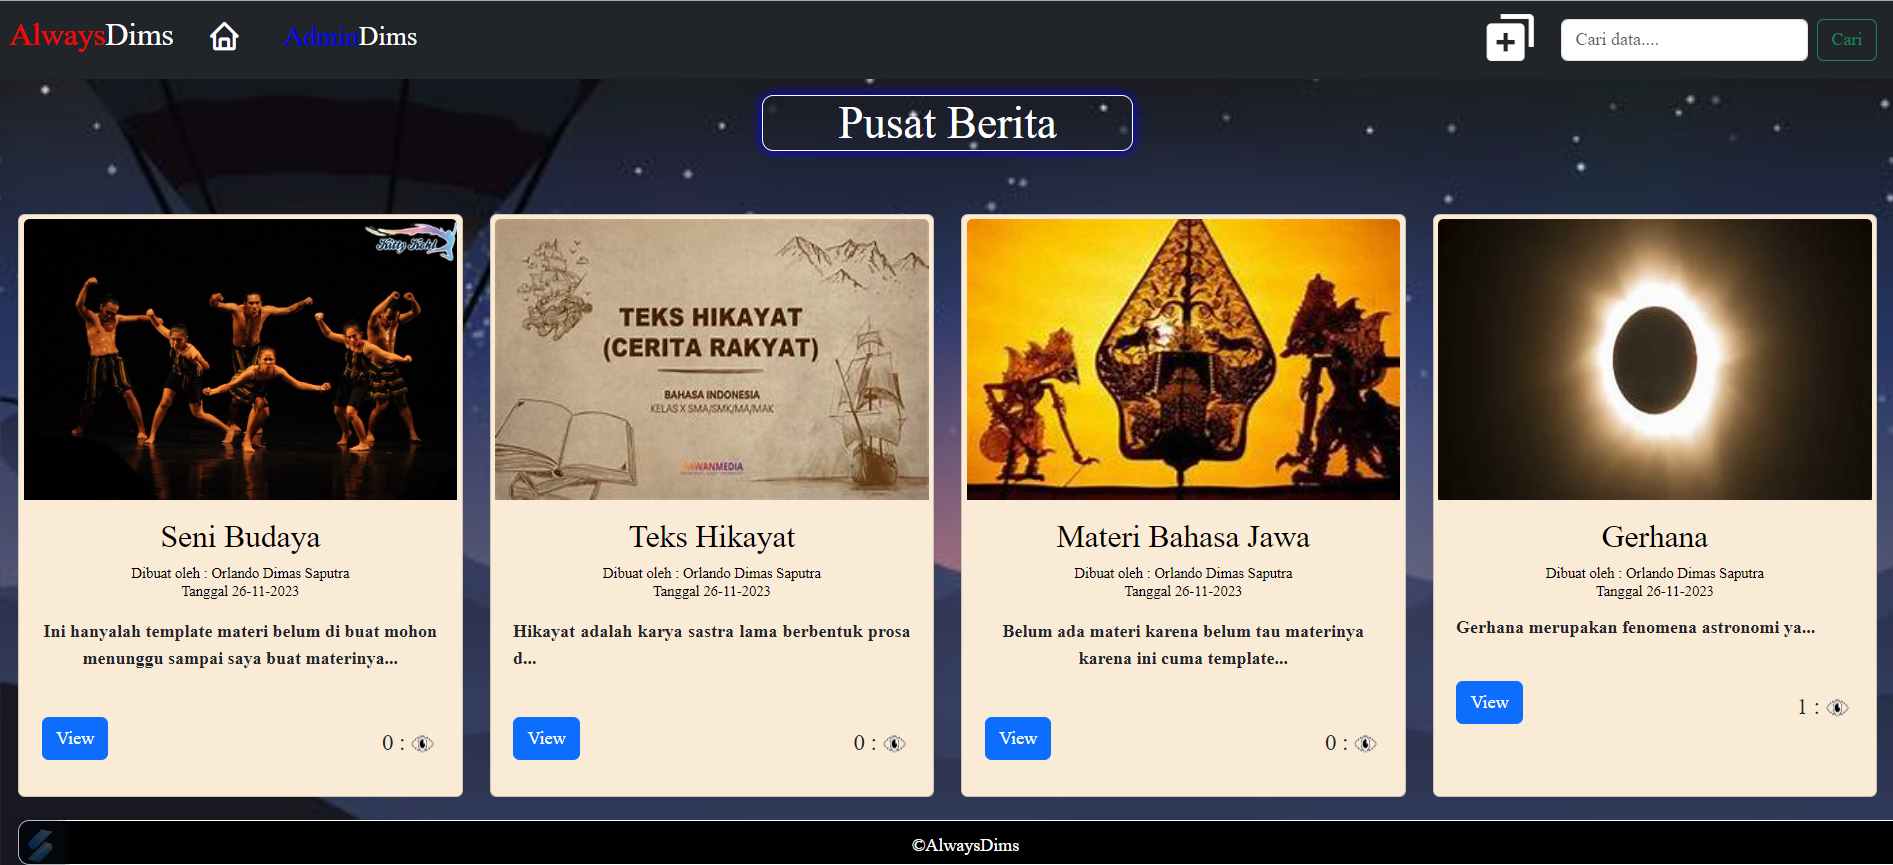 AlwaysDims
AdminDims
Cari data....
Cari
Pusat Berita
Kitty Kohl
TEKS HIKAYAT
(CERITA RAKYAT)
BAHASA INDONESIA
KELAS X SMA/SMK/MA/MAK
AWANMEDIA
Seni Budaya
Dibuat oleh : Orlando Dimas Saputra
Tanggal 26-11-2023
Ini hanyalah template materi belum di buat mohon
menunggu sampai saya buat materinya...
View
0 :
Teks Hikayat
Dibuat oleh : Orlando Dimas Saputra
Tanggal 26-11-2023
Hikayat adalah karya sastra lama berbentuk prosa
d...
View
0 :
Materi Bahasa Jawa
Dibuat oleh : Orlando Dimas Saputra
Tanggal 26-11-2023
Belum ada materi karena belum tau materinya
karena ini cuma template...
View
0 :
Gerhana
Dibuat oleh : Orlando Dimas Saputra
Tanggal 26-11-2023
Gerhana merupakan fenomena astronomi ya...
View
1 :
©AlwaysDims